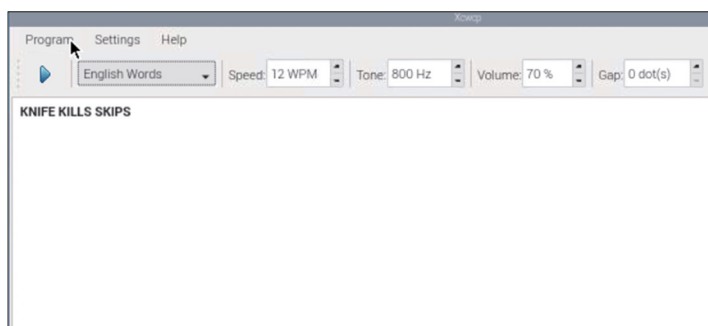 Xcwcp
Program Settings Help
English Words Speed: 12 WPM Tone: 800 Hz Volume: 70 % Gap: 0 dot(s)
KNIFE KILLS SKIPS